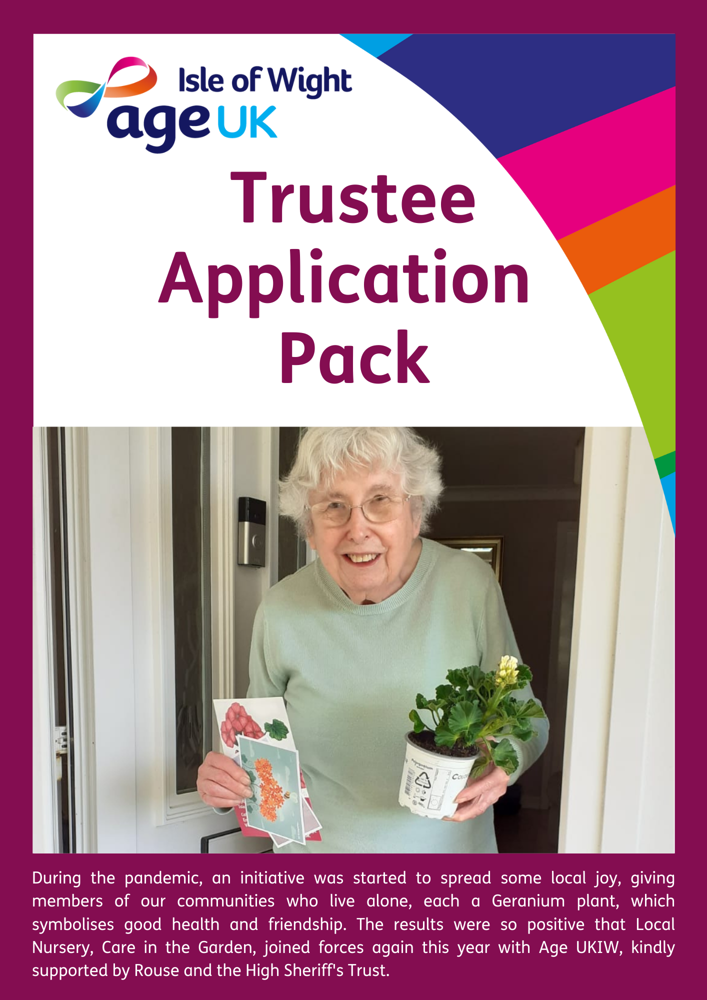 Isle of Wight
age UK
Trustee
Application
Pack
Pelargonium
During the pandemic, an initiative was started to spread some local joy, giving
members of our communities who live alone, each a Geranium plant, which
symbolises good health and friendship. The results were so positive that Local
Nursery, Care in the Garden, joined forces again this year with Age UKIW, kindly
supported by Rouse and the High Sheriff's Trust.